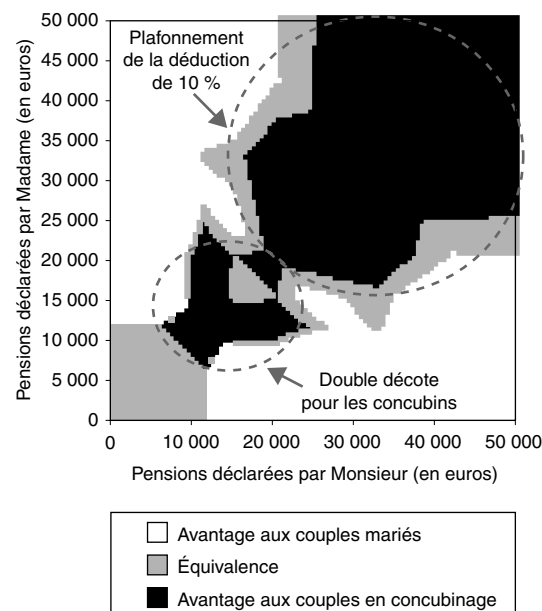 Pensions déclarées par Madame (en euros)
50 000
45 000
40 000
35 000
30 000
25 000
20 000
15 000
10 000
5 000
0
Plafonnement
de la déduction
de 10 %
Double décote
pour les concubins
0 10 000 20 000 30 000 40 000 50 000
Pensions déclarées par Monsieur (en euros)
Avantage aux couples mariés
Équivalence
Avantage aux couples en concubinage